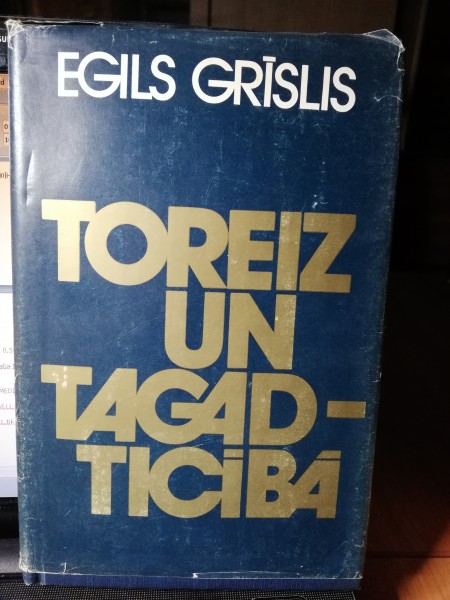 EGILS GRĪSLIS
TOREIZ
UN
TAGAD-
TICĪBĀ